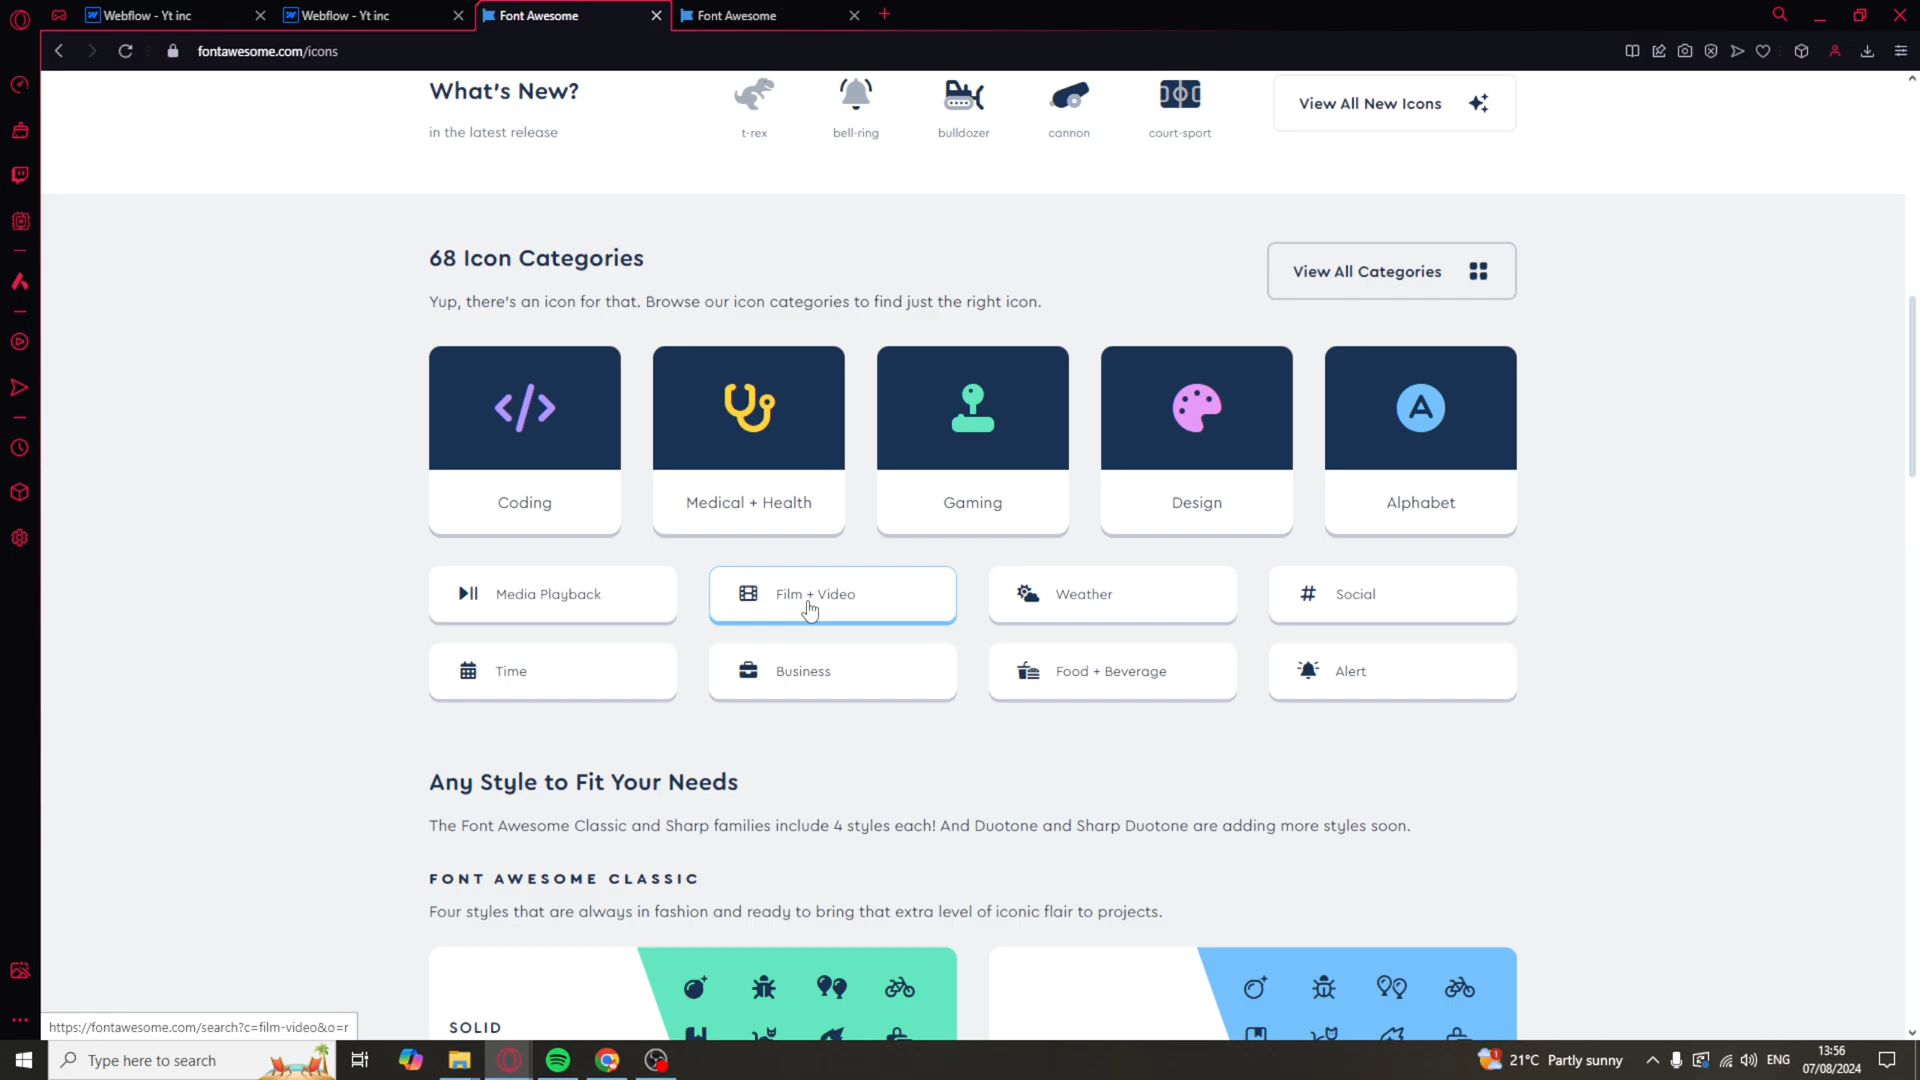 Webflow - Yt inc
Webflow - Yt inc
Font Awesome
Font Awesome
fontawesome.com/icons
What's New?
in the latest release
t-rex
bell-ring
bulldozer
cannon
court-sport
View All New Icons
68 Icon Categories
Yup, there's an icon for that. Browse our icon categories to find just the right icon.
View All Categories
A
Coding
Medical + Health
Gaming
Design
Alphabet
Media Playback
Film + Video
Weather
Social
Time
Business
Food + Beverage
Alert
Any Style to Fit Your Needs
The Font Awesome Classic and Sharp families include 4 styles each! And Duotone and Sharp Duotone are adding more styles soon.
FONT AWESOME CLASSIC
Four styles that are always in fashion and ready to bring that extra level of iconic flair to projects.
SOLID
https://fontawesome.com/search?c=film-video&o=r
Type here to search
1
21°C Partly sunny
ENG
13:56
07/08/2024